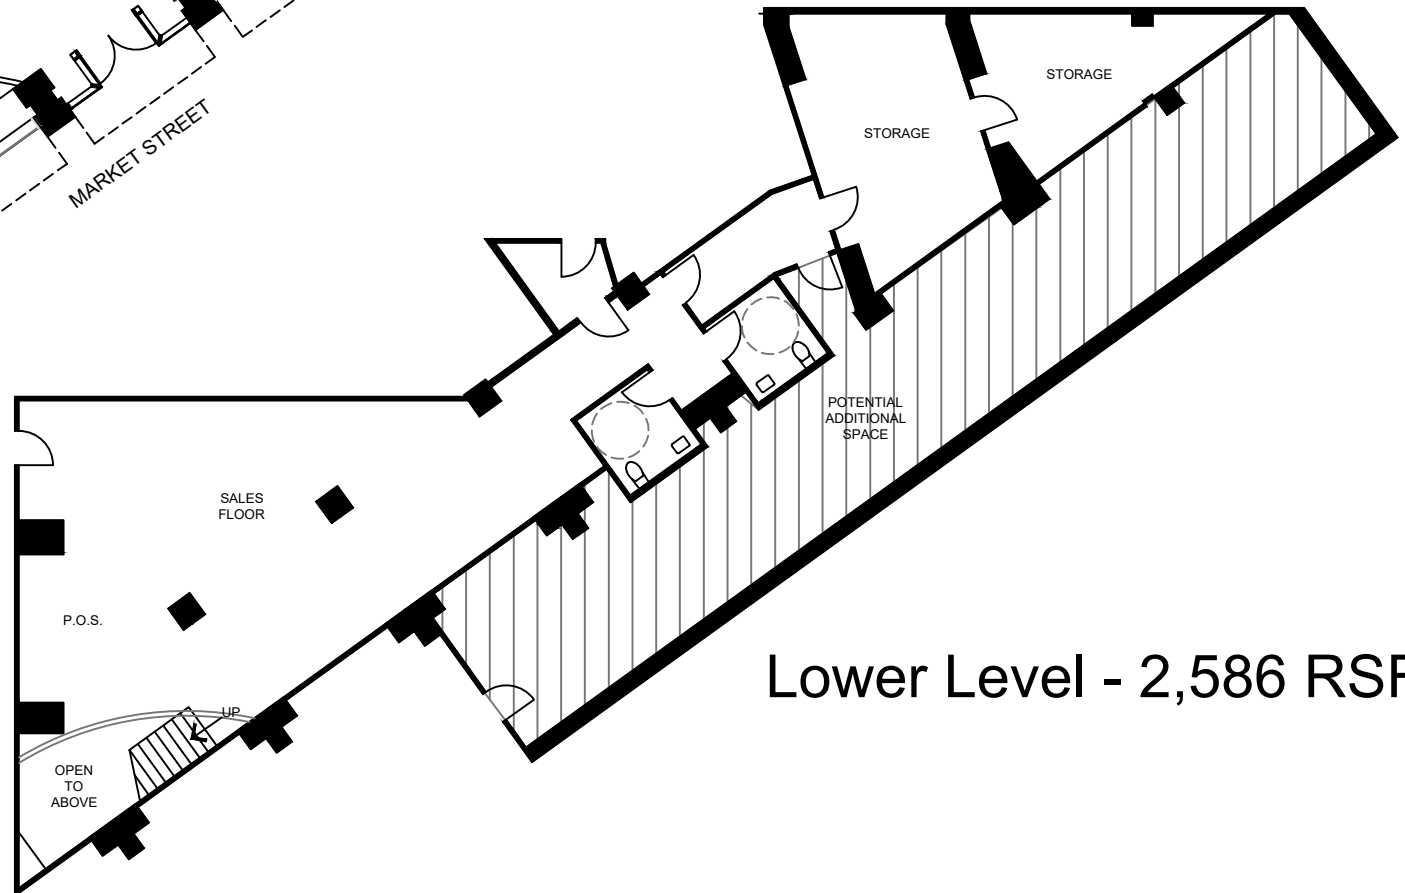 MARKET STREET
STORAGE
STORAGE
POTENTIAL
ADDITIONAL
SPACE
SALES
FLOOR
P.O.S.
Lower Level - 2,586 RSF
UP
OPEN
TO
ABOVE